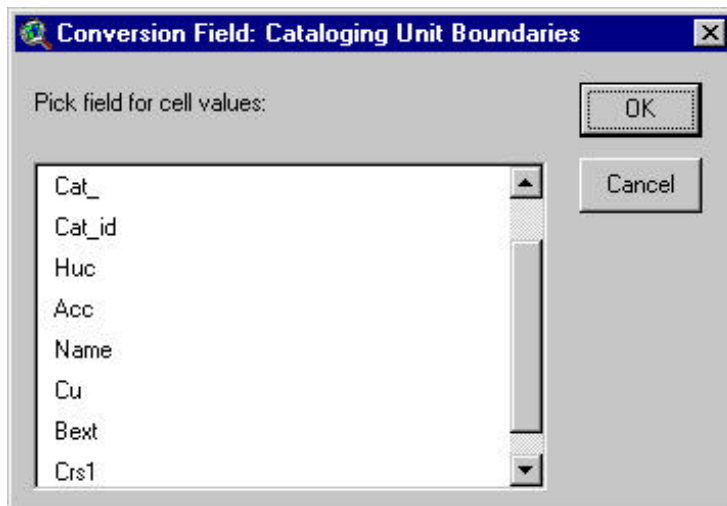 Conversion Field: Cataloging Unit Boundaries
Pick field for cell values:
OK
Cancel
Cat_
Cat_id
Huc
Acc
Name
Cu
Bext
Crs1